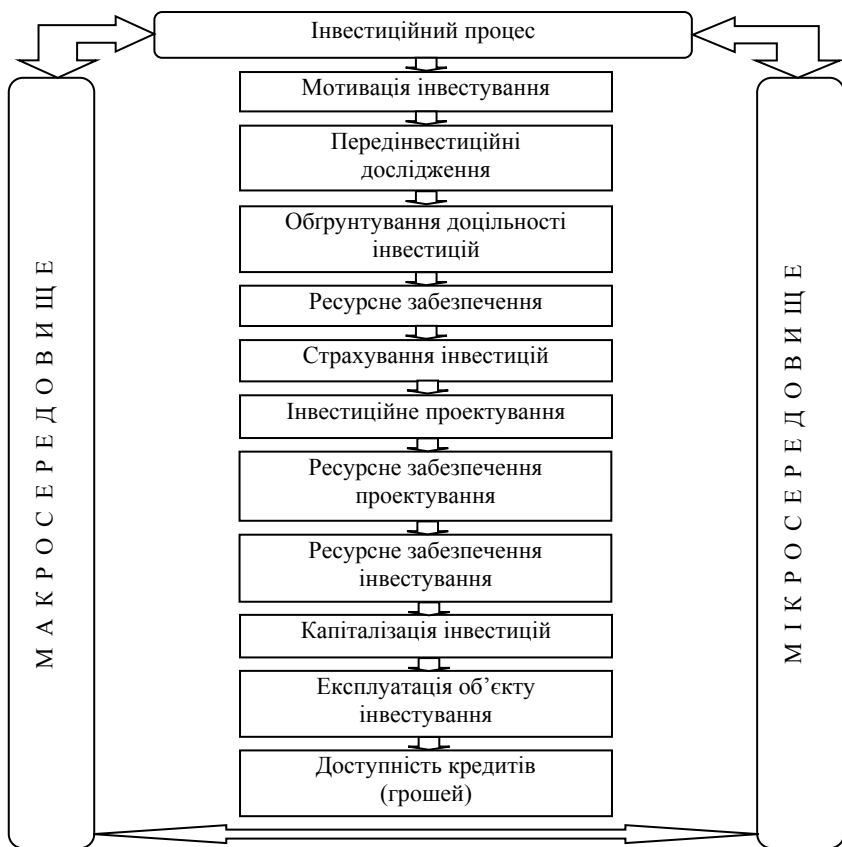 Інвестиційний процес
Мотивація інвестування
Передінвестиційні
дослідження
Обґрунтування доцільності
інвестицій
Ресурсне забезпечення
Страхування інвестицій
Інвестиційне проектування
Ресурсне забезпечення
проектування
Ресурсне забезпечення
інвестування
Капіталізація інвестицій
Експлуатація об’єкту
інвестування
Доступність кредитів
(грошей)
МАКРОСЕРЕДОВИЩЕ
МІКРОСЕРЕДОВИЩЕ